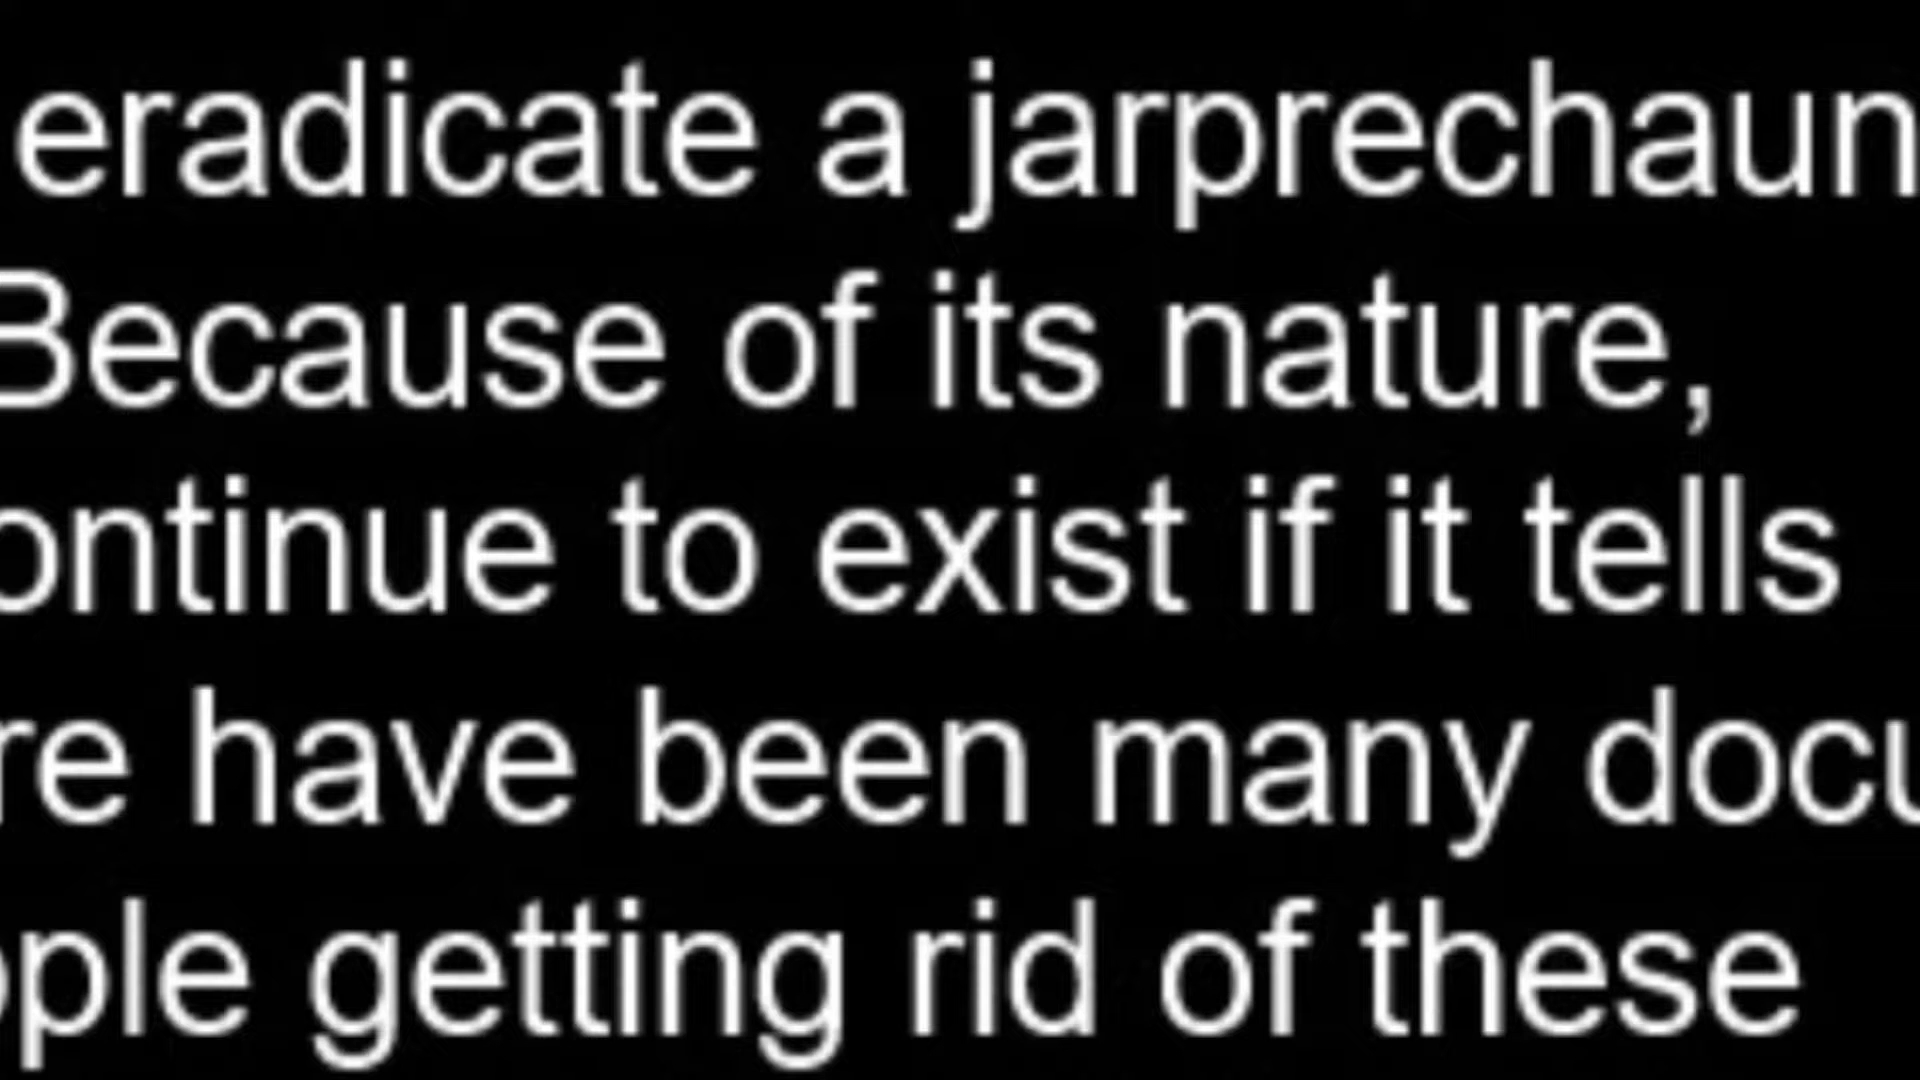 eradicate a jarprechaun
Because of its nature,
ontinue to exist if it tells
re have been many docu
ople getting rid of these